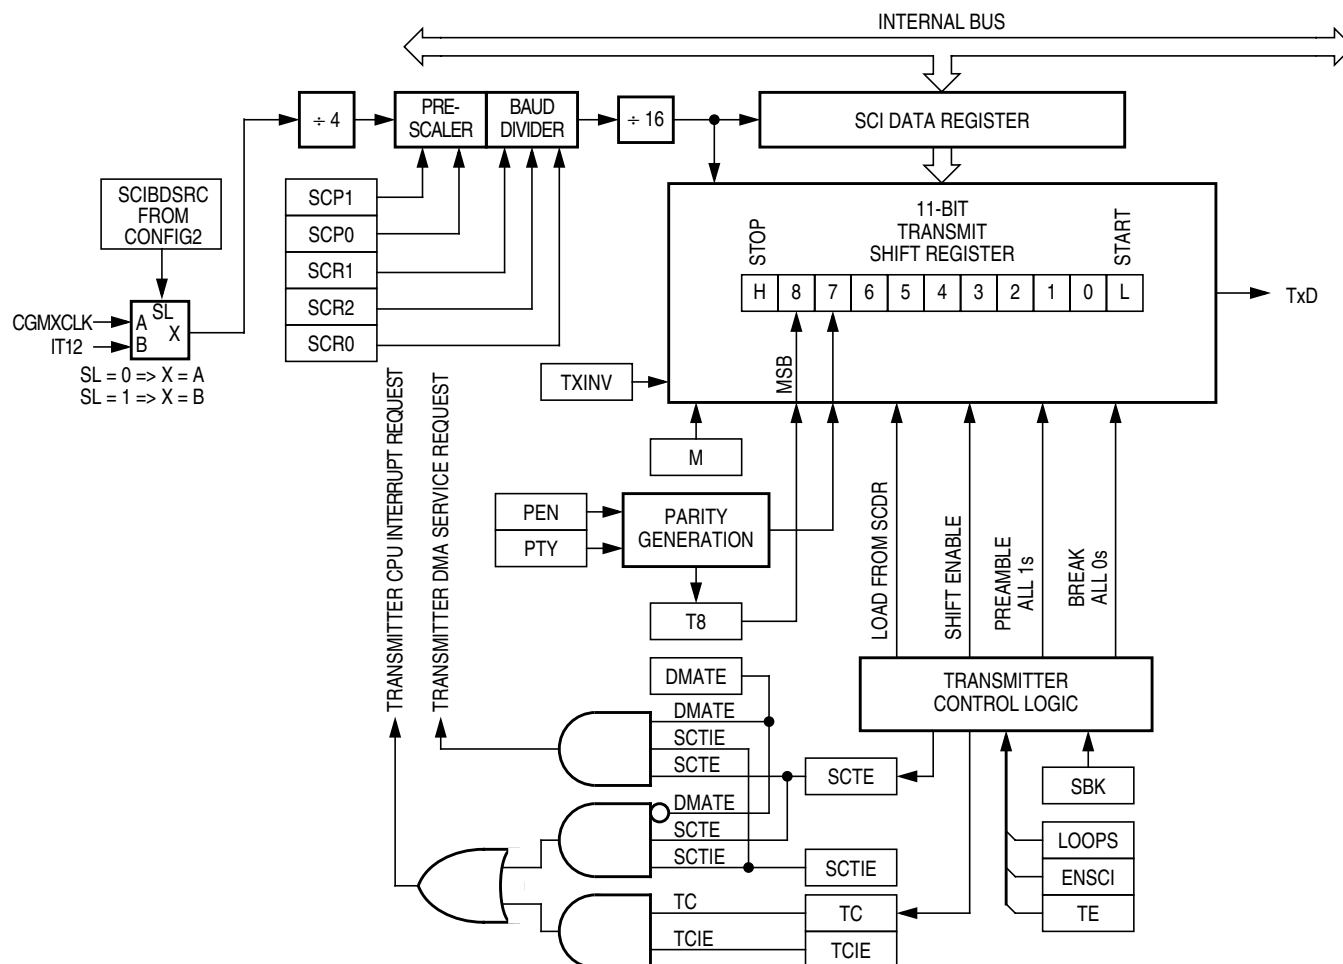 INTERNAL BUS
÷ 4
PRE-
SCALER
BAUD
DIVIDER
÷ 16
SCI DATA REGISTER
SCIBDSRC
FROM
CONFIG2
SCP1
SCP0
SCR1
SCR2
SCR0
SL
A
X
B
CGMXCLK
IT12
SL = 0 => X = A
SL = 1 => X = B
11-BIT
TRANSMIT
SHIFT REGISTER
STOP
START
H 8 7 6 5 4 3 2 1 0 L
TxD
TXINV
MSB
M
PEN
PTY
PARITY
GENERATION
T8
TRANSMITTER CPU INTERRUPT REQUEST
TRANSMITTER DMA SERVICE REQUEST
LOAD FROM SCDR
SHIFT ENABLE
PREAMBLE
ALL 1s
BREAK
ALL 0s
TRANSMITTER
CONTROL LOGIC
DMATE
DMATE
SCTIE
SCTE
SCTE
DMATE
SCTE
SCTIE
SCTIE
TC
TC
TCIE
TCIE
SBK
LOOPS
ENSCI
TE